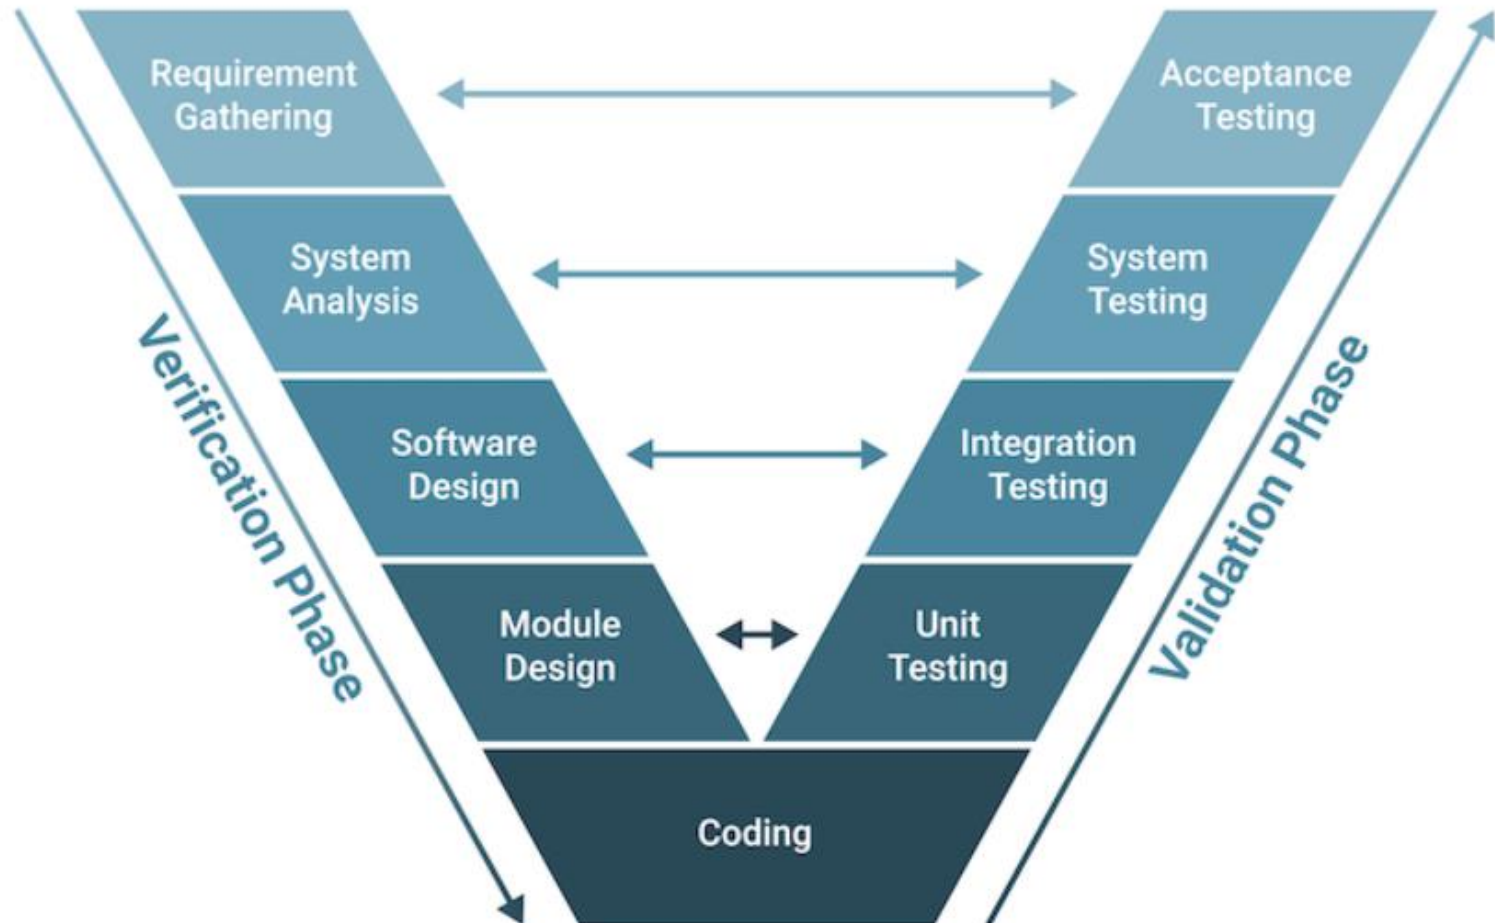 Requirement
Gathering
Acceptance
Testing
System
Analysis
System
Testing
Verification Phase
Validation Phase
Software
Design
Integration
Testing
Module
Design
Unit
Testing
Coding